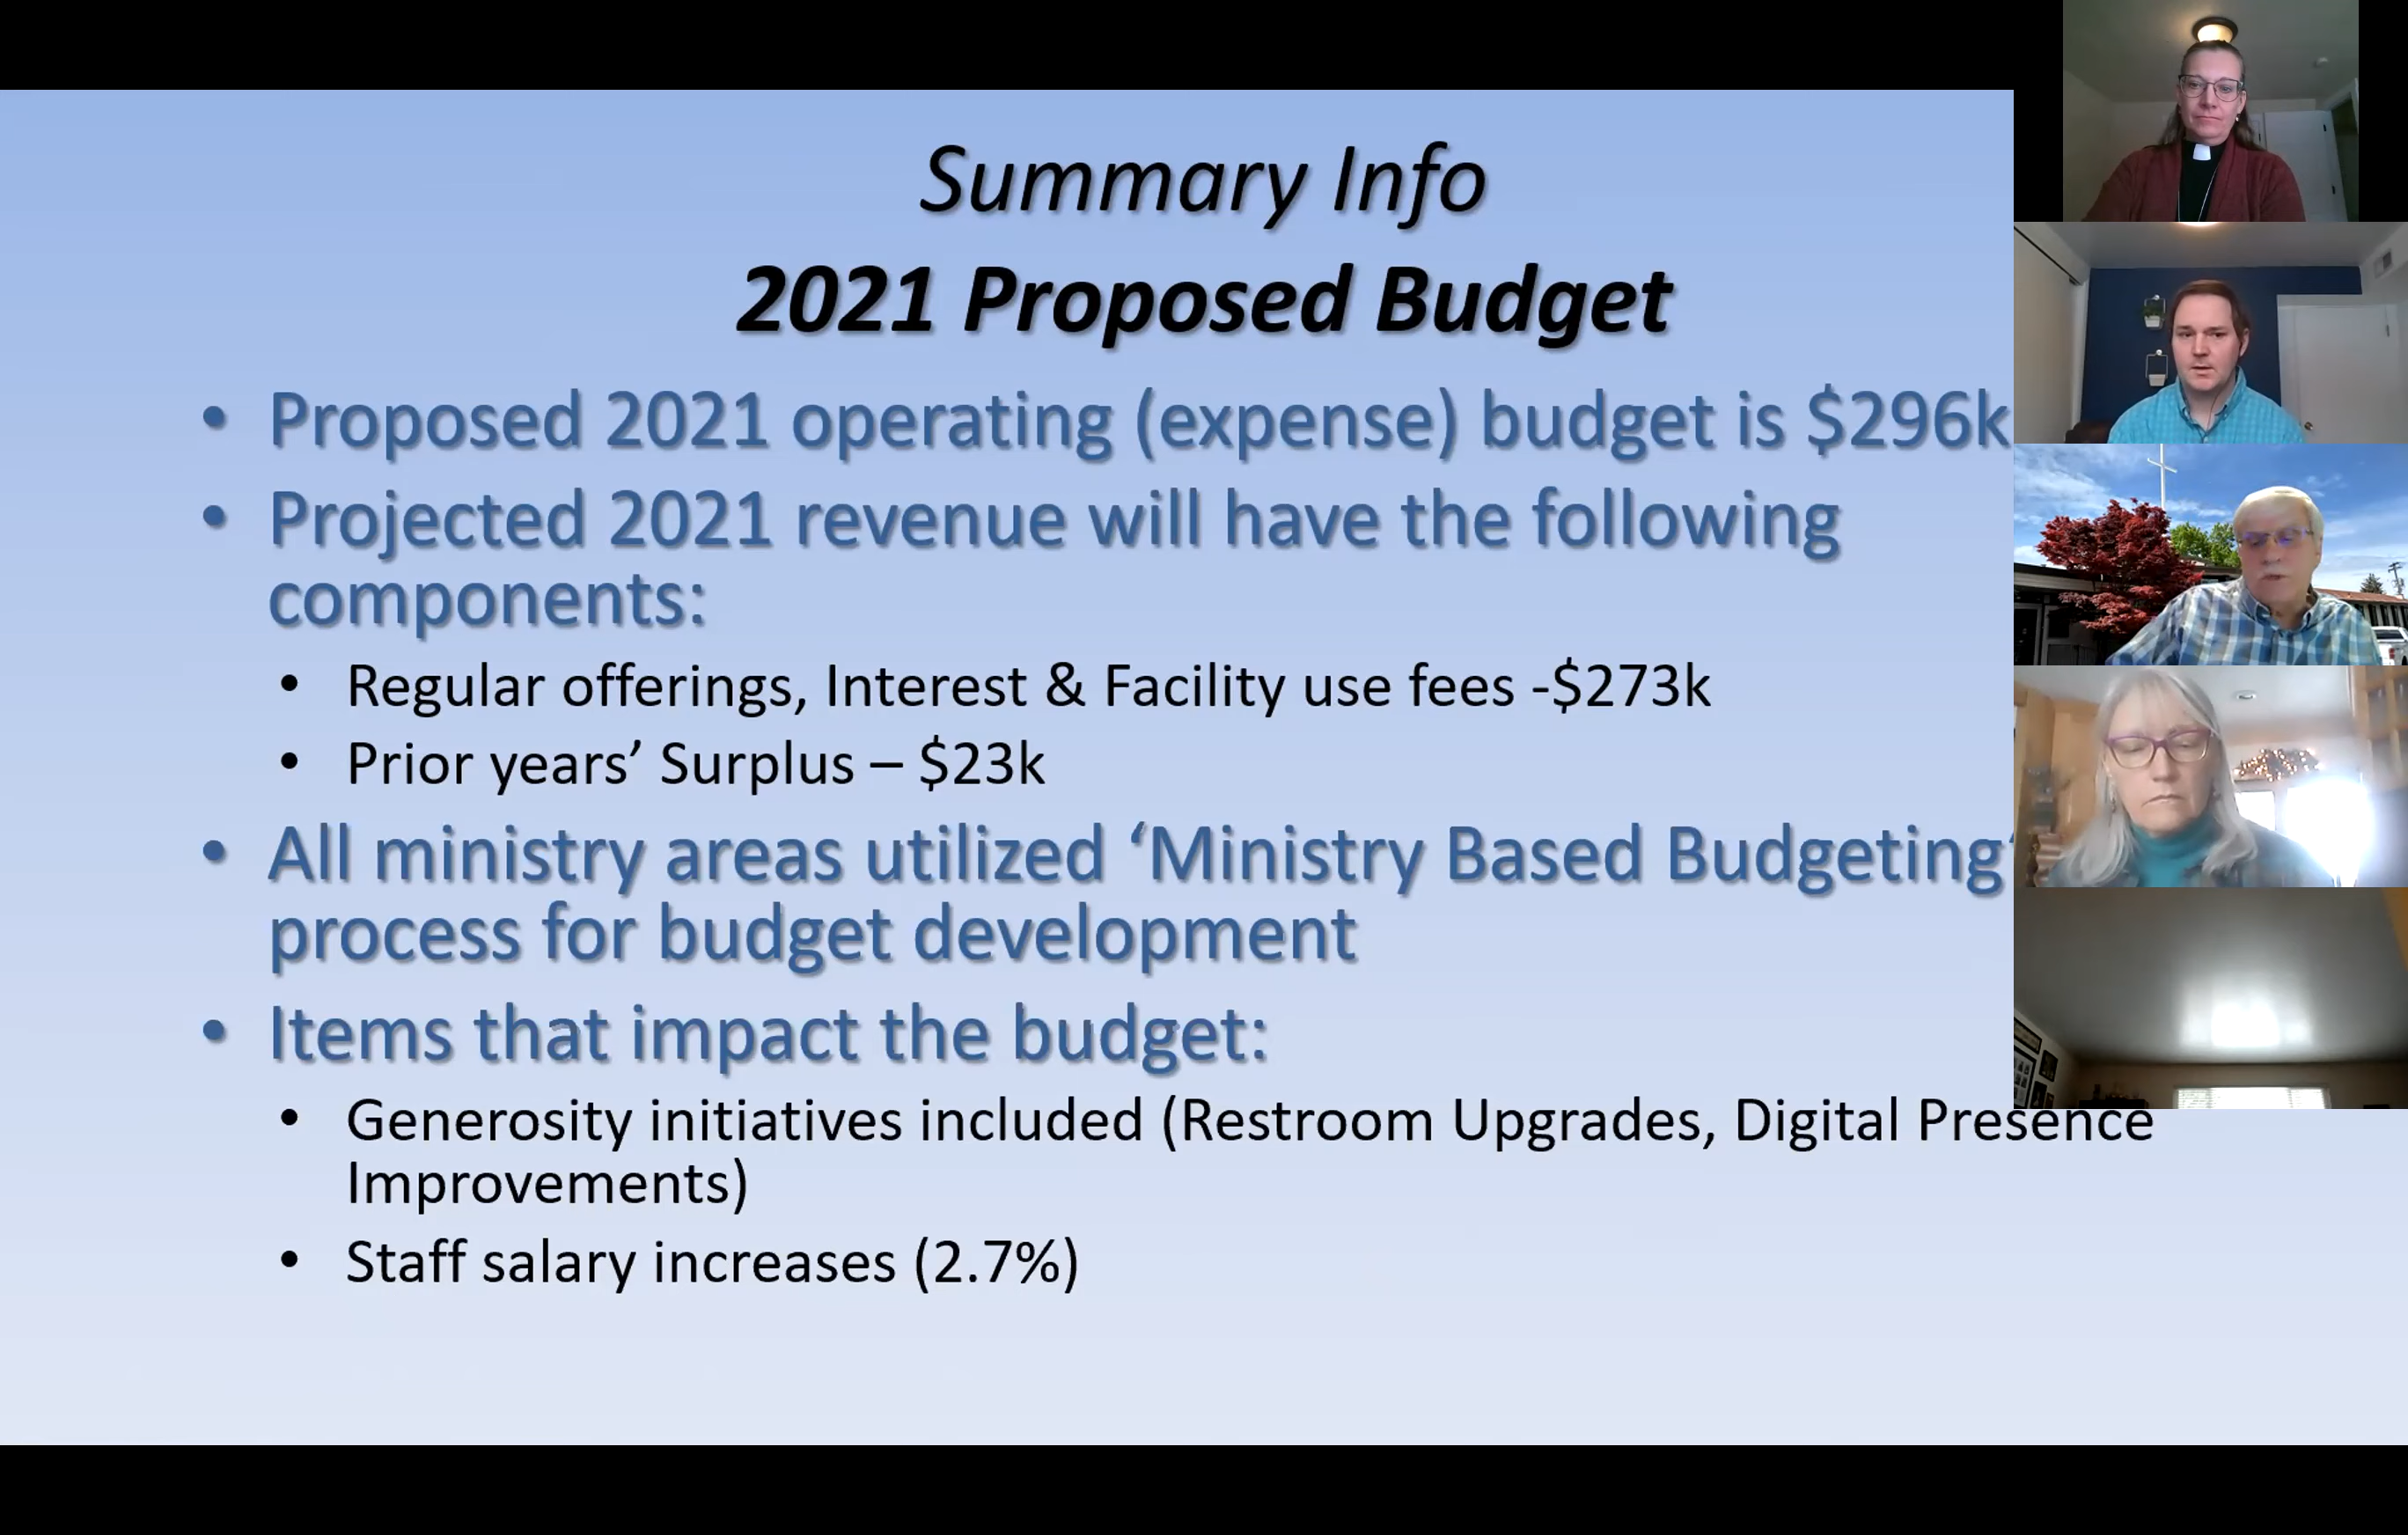 Summary Info
2021 Proposed Budget
• Proposed 2021 operating (expense) budget is $296k
• Projected 2021 revenue will have the following
components:
• Regular offerings, Interest & Facility use fees -$273k
• Prior years’ Surplus – $23k
• All ministry areas utilized ‘Ministry Based Budgeting’
process for budget development
• Items that impact the budget:
• Generosity initiatives included (Restroom Upgrades, Digital Presence
Improvements)
• Staff salary increases (2.7%)